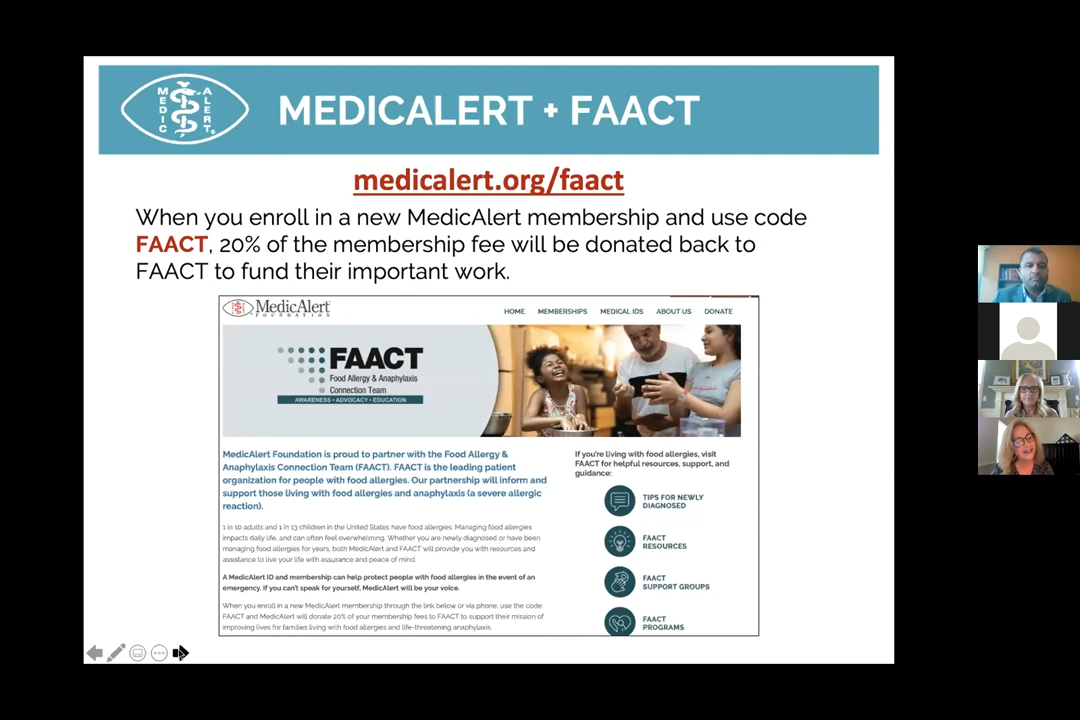 MEDIC ALERT
MEDICALERT + FAACT
medicalert.org/faact
When you enroll in a new MedicAlert membership and use code
FAACT, 20% of the membership fee will be donated back to
FAACT to fund their important work.
MedicAlert
FOUNDATION
HOME MEMBERSHIPS MEDICAL IDS ABOUT US DONATE
FAACT
Food Allergy & Anaphylaxis
Connection Team
AWARENESS • ADVOCACY • EDUCATION
MedicAlert Foundation is proud to partner with the Food Allergy &
Anaphylaxis Connection Team (FAACT). FAACT is the leading patient
organization for people with food allergies. Our partnership will inform and
support those living with food allergies and anaphylaxis (a severe allergic
reaction).
1 in 10 adults and 1 in 13 children in the United States have food allergies. Managing food allergies
impacts daily life, and can often feel overwhelming. Whether you are newly diagnosed or have been
managing food allergies for years, both MedicAlert and FAACT will provide you with resources and
assistance to live your life with assurance and peace of mind.
A MedicAlert ID and membership can help protect people with food allergies in the event of an
emergency. If you can't speak for yourself, MedicAlert will be your voice.
When you enroll in a new MedicAlert membership through the link below or via phone, use the code
FAACT and MedicAlert will donate 20% of your membership fees to FAACT to support their mission of
improving lives for families living with food allergies and life-threatening anaphylaxis.
If you're living with food allergies, visit
FAACT for helpful resources, support, and
guidance:
TIPS FOR NEWLY
DIAGNOSED
FAACT
RESOURCES
FAACT
SUPPORT GROUPS
FAACT
PROGRAMS